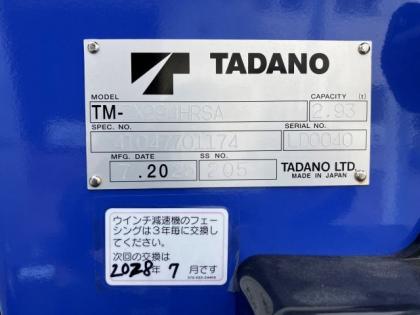 TADANO
MODEL
CAPACITY (t)
TM-
2.93
SPEC. NO.
SERIAL NO.
MFG. DATE
SS NO.
TADANO LTD.
7.2025
205
MADE IN JAPAN
ウインチ減速機のフェー
シングは3年毎に交換し
てください。
次回の交換は
2028年 7月です